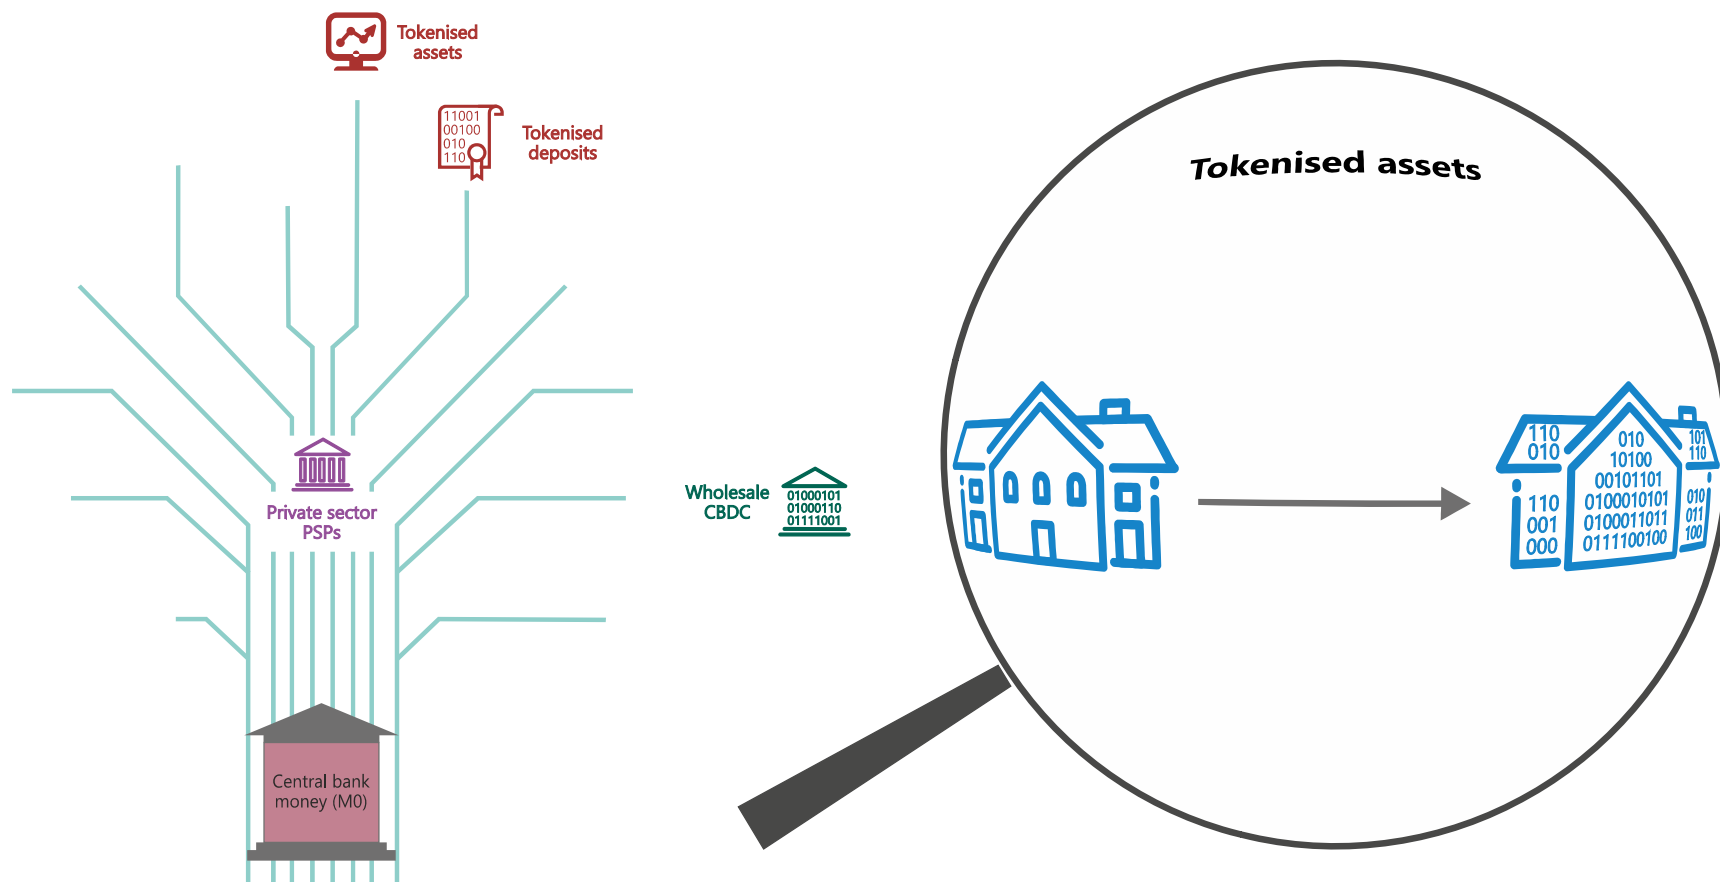 Tokenised
assets
11001
00100
010
110
Tokenised
deposits
Private sector
PSPs
Central bank
money (M0)
Wholesale
CBDC
01000101
01000110
01111001
Tokenised assets
110
010
110
001
000
010
10100
00101101
0100010101
0100011011
0111100100
101
110
010
011
100